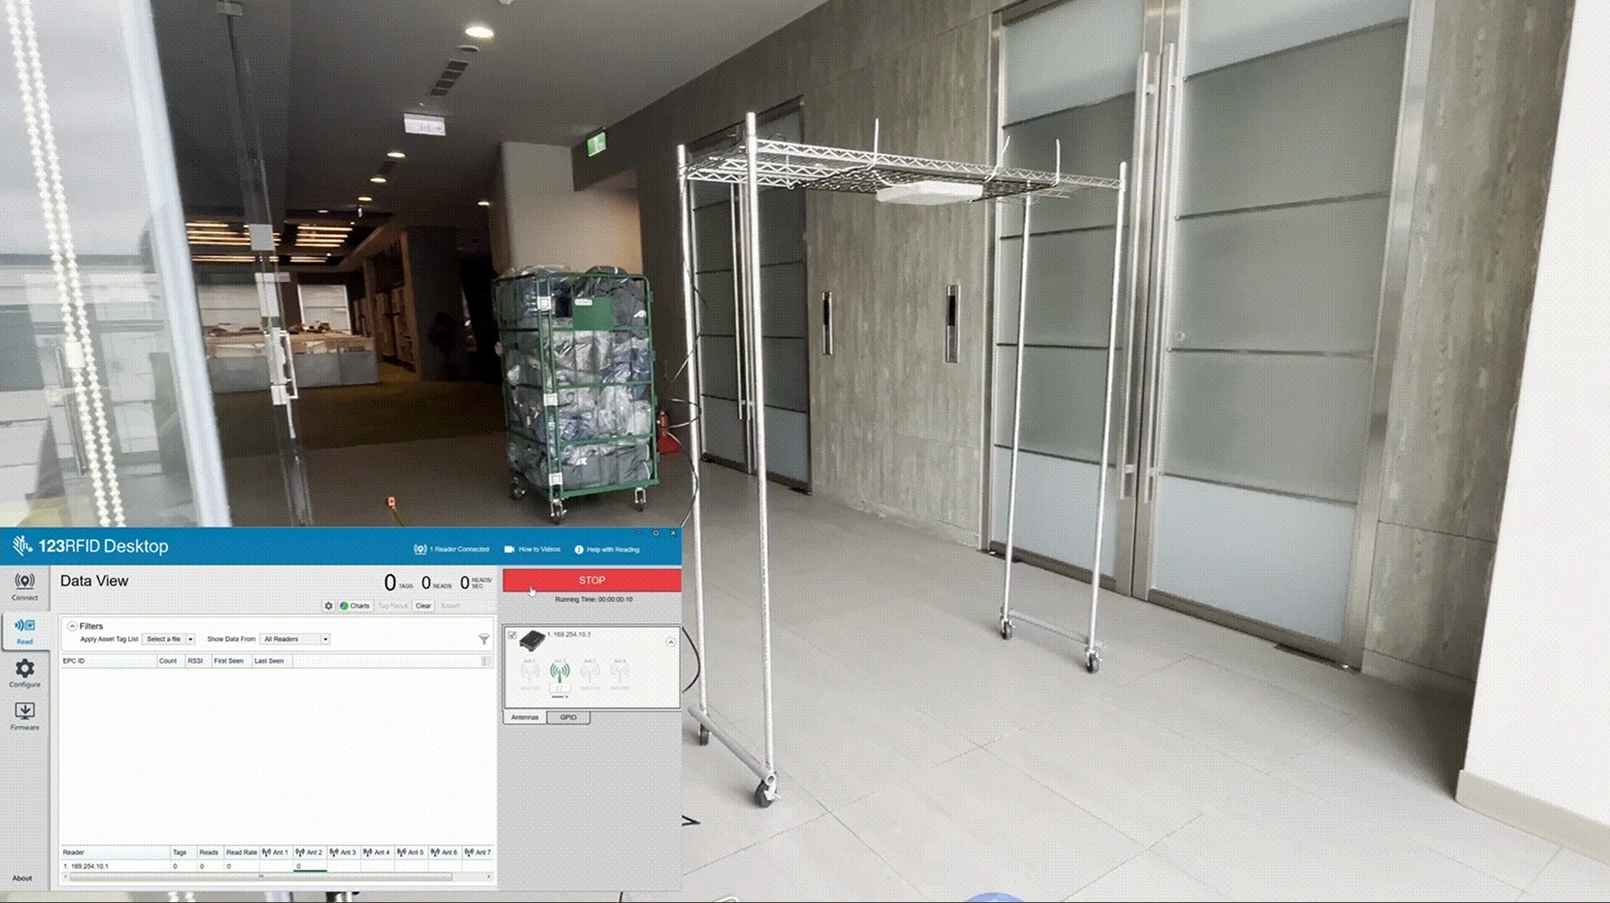 123RFID Desktop
1 Reader Connected
How to Videos
Help with Reading
Connect
Read
Configure
Firmware
About
Data View
0 TAGS 0 READS 0 READS/SEC
Charts
Tag Focus
Clear
Export
STOP
Running Time: 00:00:00:10
Filters
Apply Asset Tag List Select a file Show Data From All Readers
EPC ID Count RSSI First Seen Last Seen
1. 169.254.10.1
Antennas GPIO
Reader Tags Reads Read Rate Ant 1 Ant 2 Ant 3 Ant 4 Ant 5 Ant 6 Ant 7
1. 169.254.10.1 0 0 0 0